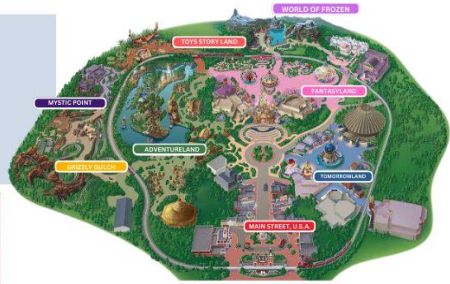 WORLD OF FROZEN
TOYS STORY LAND
FANTASYLAND
MYSTIC POINT
ADVENTURELAND
GRIZZLY GULCH
TOMORROWLAND
MAIN STREET, U.S.A.